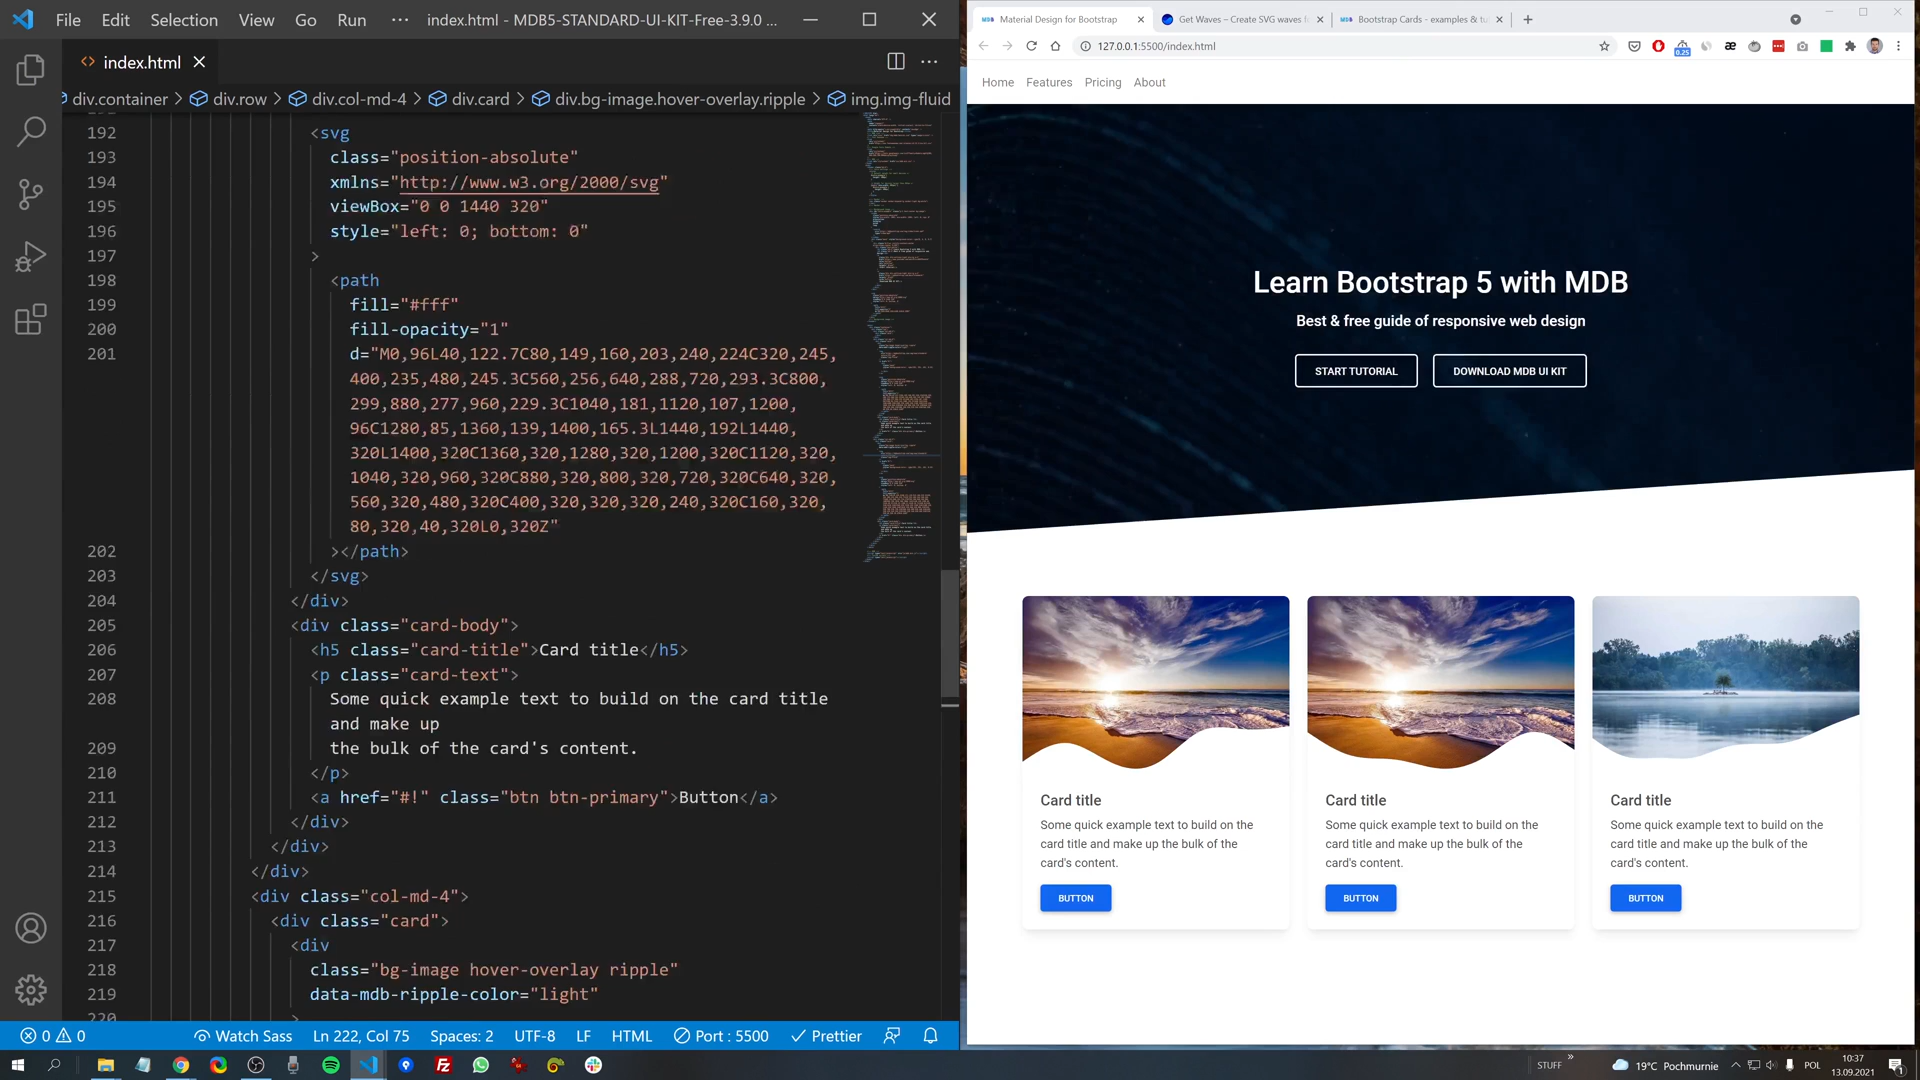 File Edit Selection View Go Run ··· index.html - MDB5-STANDARD-UI-KIT-Free-3.9.0 ...
index.html
div.container > div.row > div.col-md-4 > div.card > div.bg-image.hover-overlay.ripple > img.img-fluid
192 <svg
193 class="position-absolute"
194 xmlns="http://www.w3.org/2000/svg"
195 viewBox="0 0 1440 320"
196 style="left: 0; bottom: 0"
197 >
198 <path
199 fill="#fff"
200 fill-opacity="1"
201 d="M0,96L40,122.7C80,149,160,203,240,224C320,245,
400,235,480,245.3C560,256,640,288,720,293.3C800,
299,880,277,960,229.3C1040,181,1120,107,1200,
96C1280,85,1360,139,1400,165.3L1440,192L1440,
320L1400,320C1360,320,1280,320,1200,320C1120,320,
1040,320,960,320C880,320,800,320,720,320C640,320,
560,320,480,320C400,320,320,320,240,320C160,320,
80,320,40,320L0,320Z"
202 ></path>
203 </svg>
204 </div>
205 <div class="card-body">
206 <h5 class="card-title">Card title</h5>
207 <p class="card-text">
208 Some quick example text to build on the card title
and make up
209 the bulk of the card's content.
210 </p>
211 <a href="#!" class="btn btn-primary">Button</a>
212 </div>
213 </div>
214 </div>
215 <div class="col-md-4">
216 <div class="card">
217 <div
218 class="bg-image hover-overlay ripple"
219 data-mdb-ripple-color="light"
220 >
0 0 Watch Sass Ln 222, Col 75 Spaces: 2 UTF-8 LF HTML Port : 5500 Prettier
Material Design for Bootstrap
Get Waves – Create SVG waves f
Bootstrap Cards - examples & tu
127.0.0.1:5500/index.html
0.25
Home Features Pricing About
Learn Bootstrap 5 with MDB
Best & free guide of responsive web design
START TUTORIAL DOWNLOAD MDB UI KIT
Card title
Some quick example text to build on the
card title and make up the bulk of the
card's content.
BUTTON
Card title
Some quick example text to build on the
card title and make up the bulk of the
card's content.
BUTTON
Card title
Some quick example text to build on the
card title and make up the bulk of the
card's content.
BUTTON
STUFF
19°C Pochmurnie
POL
10:37
13.09.2021